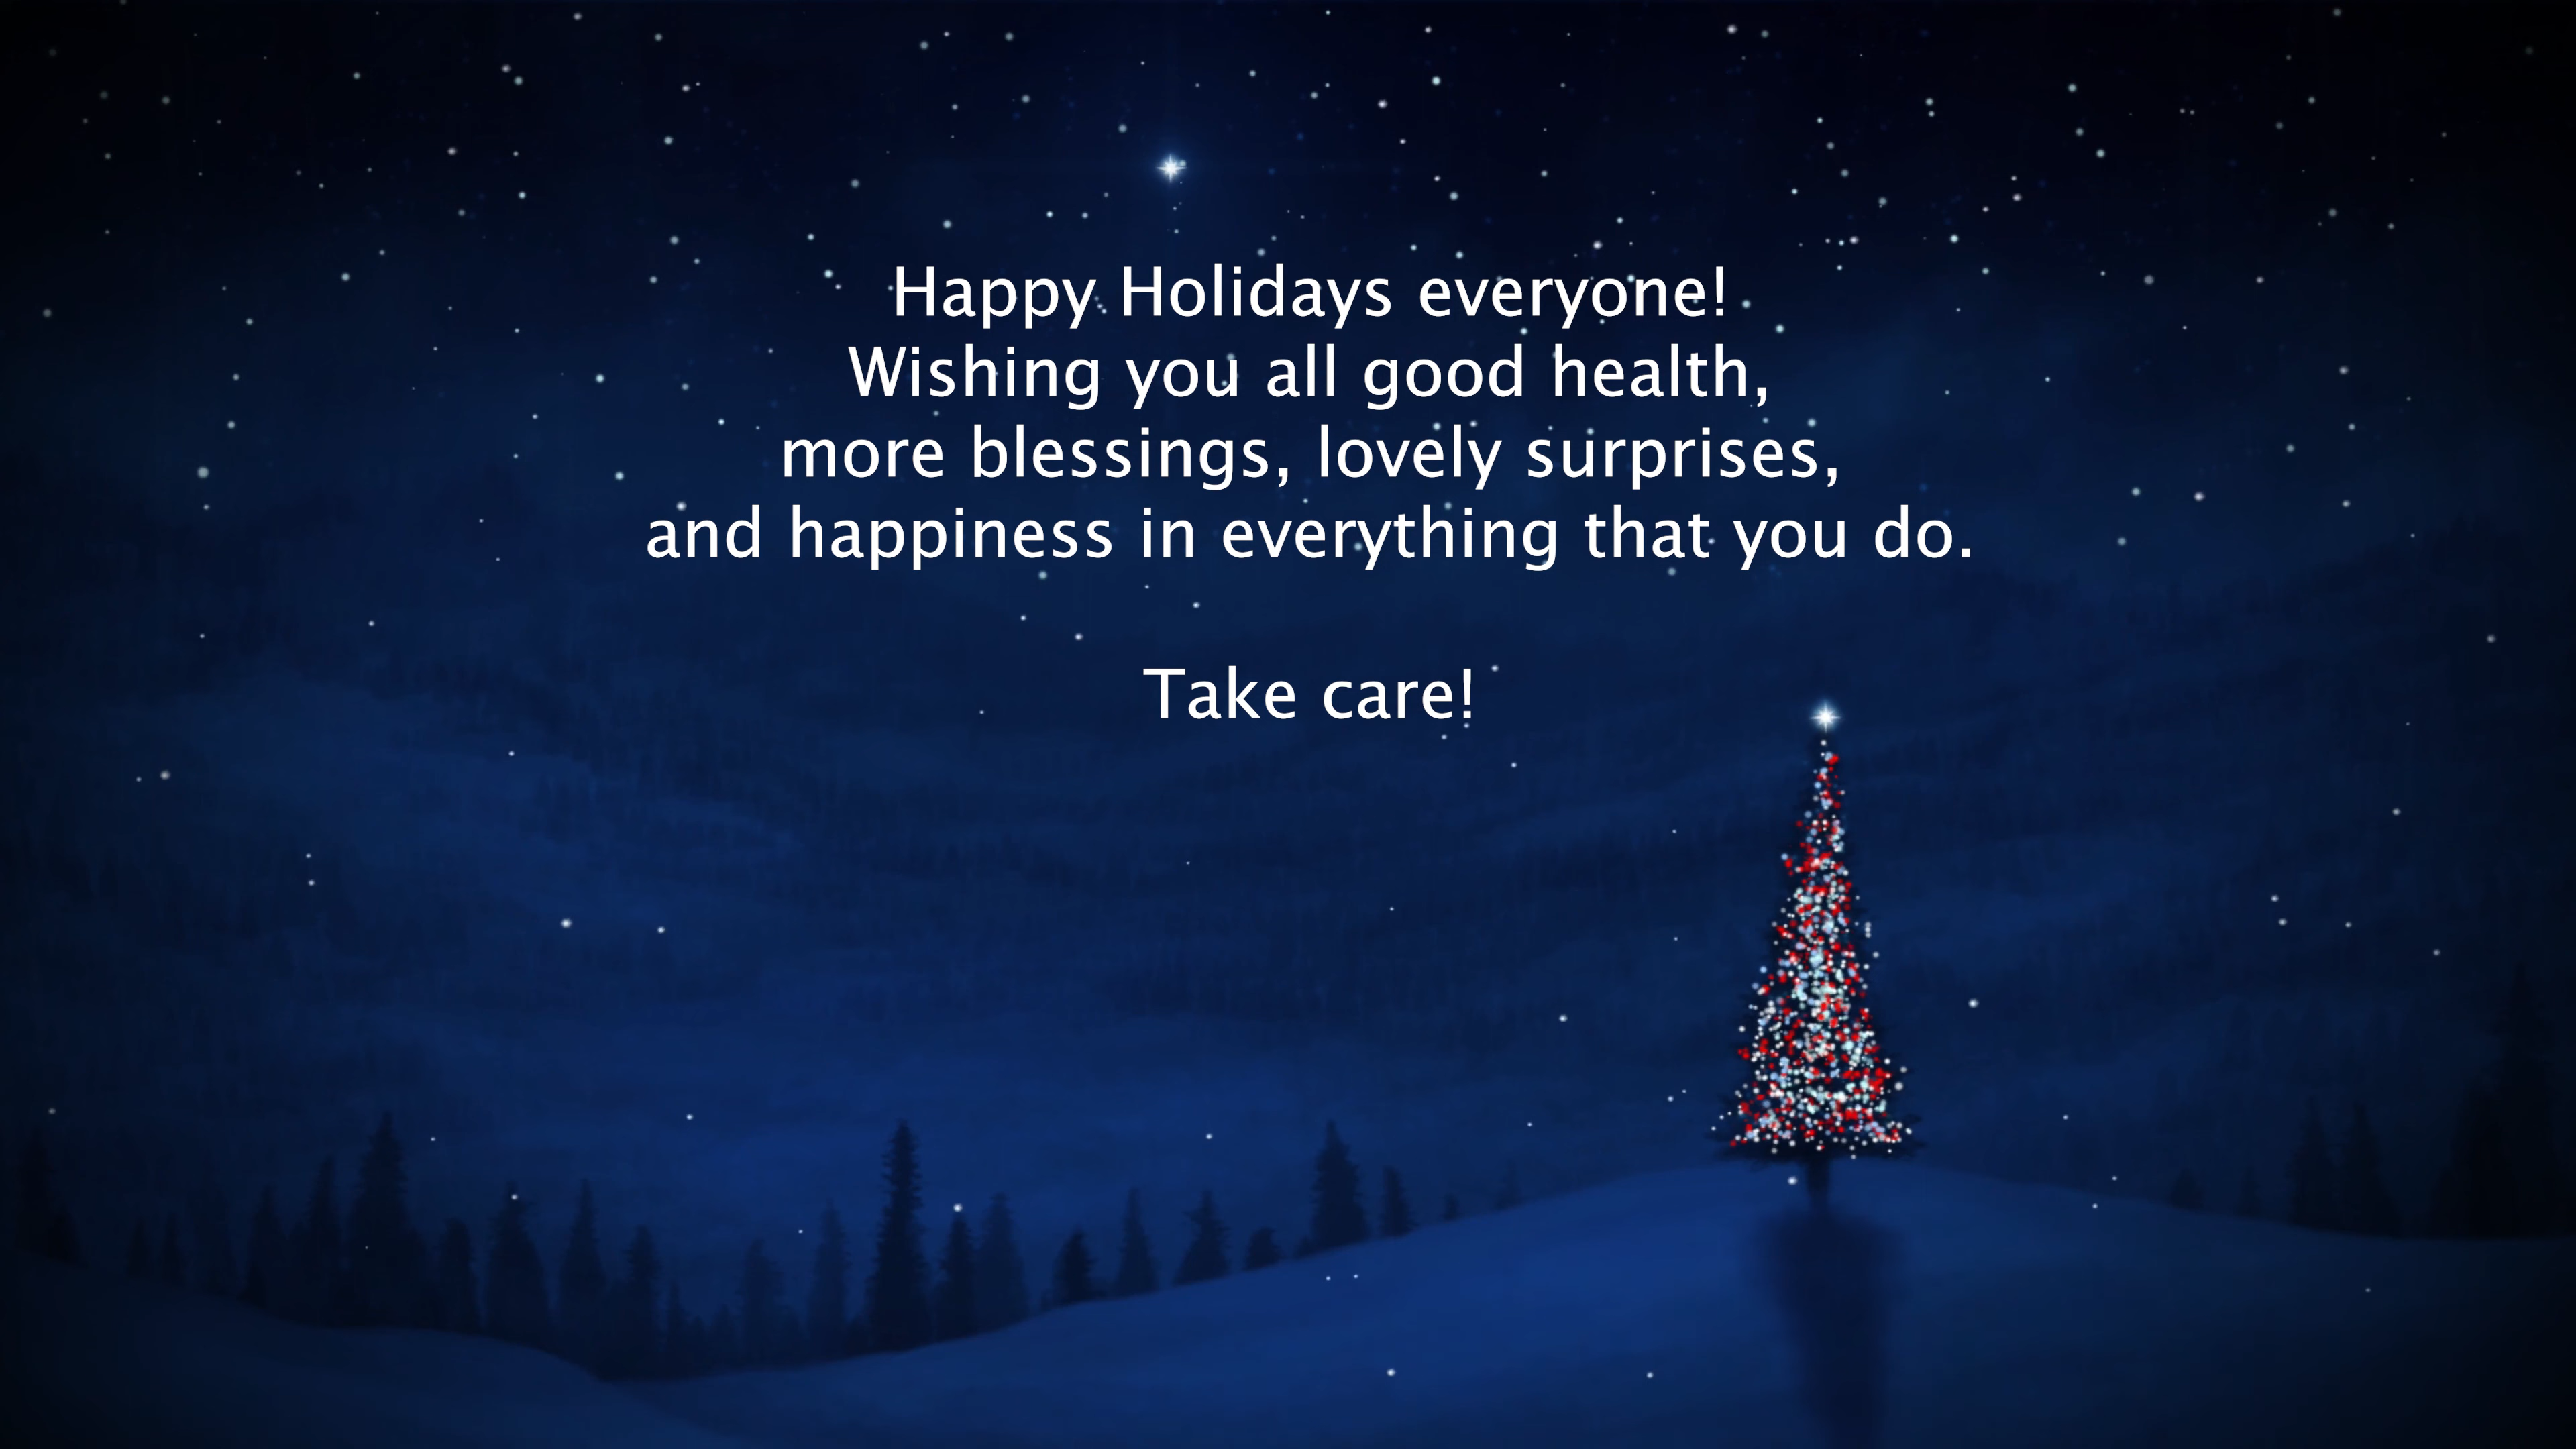 Happy Holidays everyone!
Wishing you all good health,
more blessings, lovely surprises,
and happiness in everything that you do.
Take care!